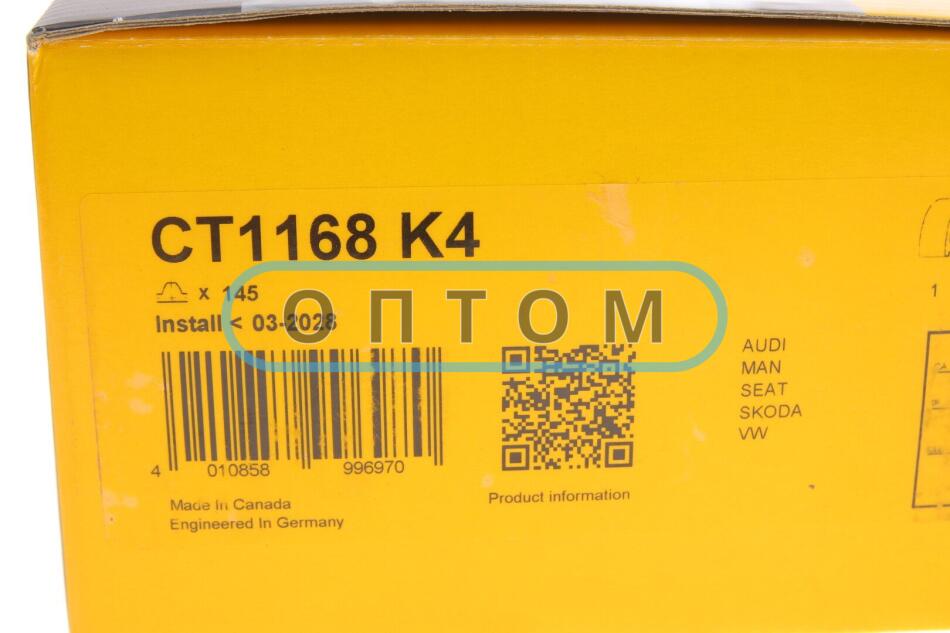 CT1168 K4
x 145
Install < 03-2028
ОПТОМ
4 010858 996970
Made In Canada
Engineered In Germany
Product information
AUDI
MAN
SEAT
SKODA
VW
1